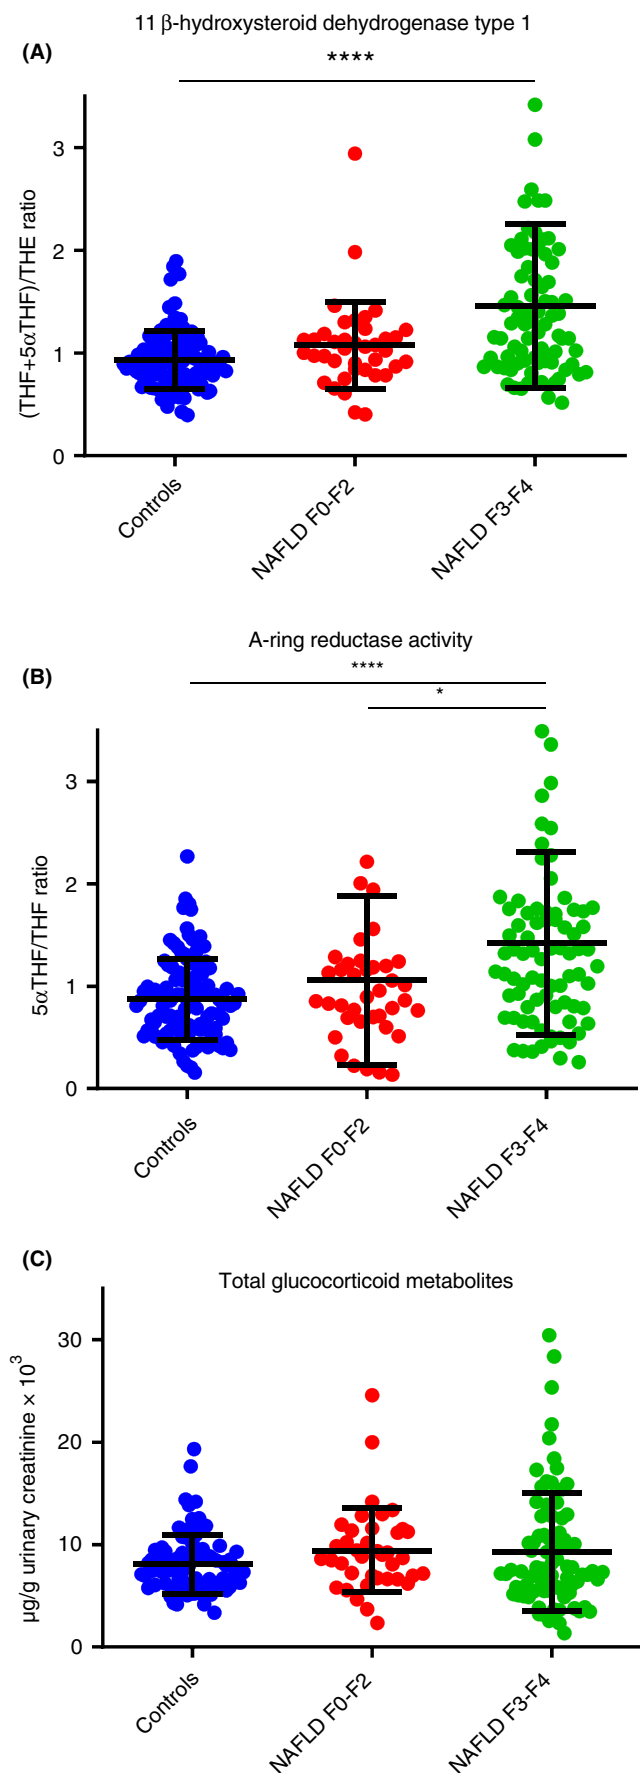 11 β-hydroxysteroid dehydrogenase type 1
(A)
****
(THF+5αTHF)/THE ratio
3
2
1
0
Controls
NAFLD F0-F2
NAFLD F3-F4
A-ring reductase activity
(B)
****
*
5αTHF/THF ratio
3
2
1
0
Controls
NAFLD F0-F2
NAFLD F3-F4
(C)
Total glucocorticoid metabolites
µg/g urinary creatinine × 10³
30
20
10
0
Controls
NAFLD F0-F2
NAFLD F3-F4